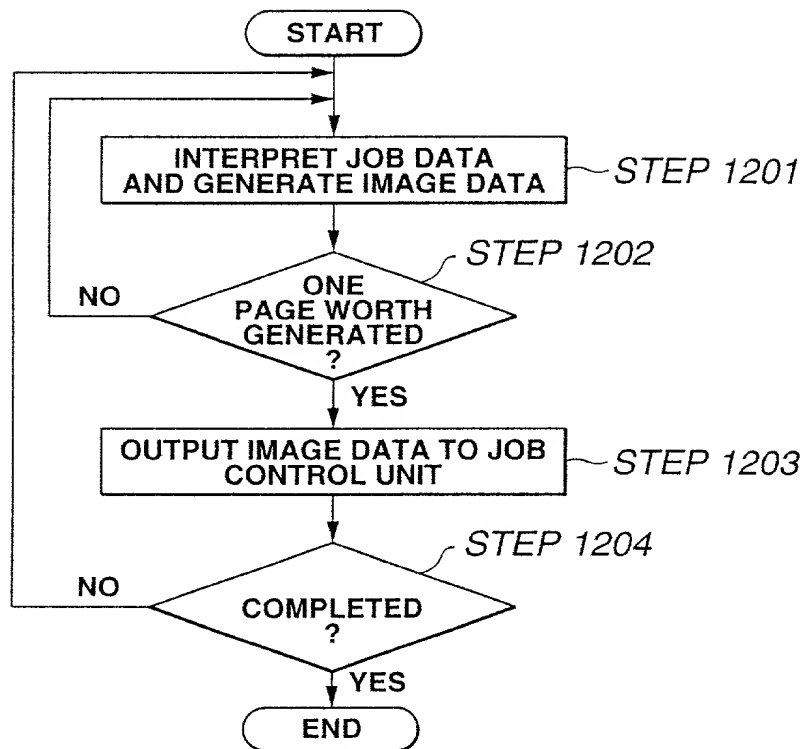 START
INTERPRET JOB DATA
AND GENERATE IMAGE DATA
STEP 1201
STEP 1202
ONE
PAGE WORTH
GENERATED
?
NO
YES
OUTPUT IMAGE DATA TO JOB
CONTROL UNIT
STEP 1203
STEP 1204
COMPLETED
?
NO
YES
END